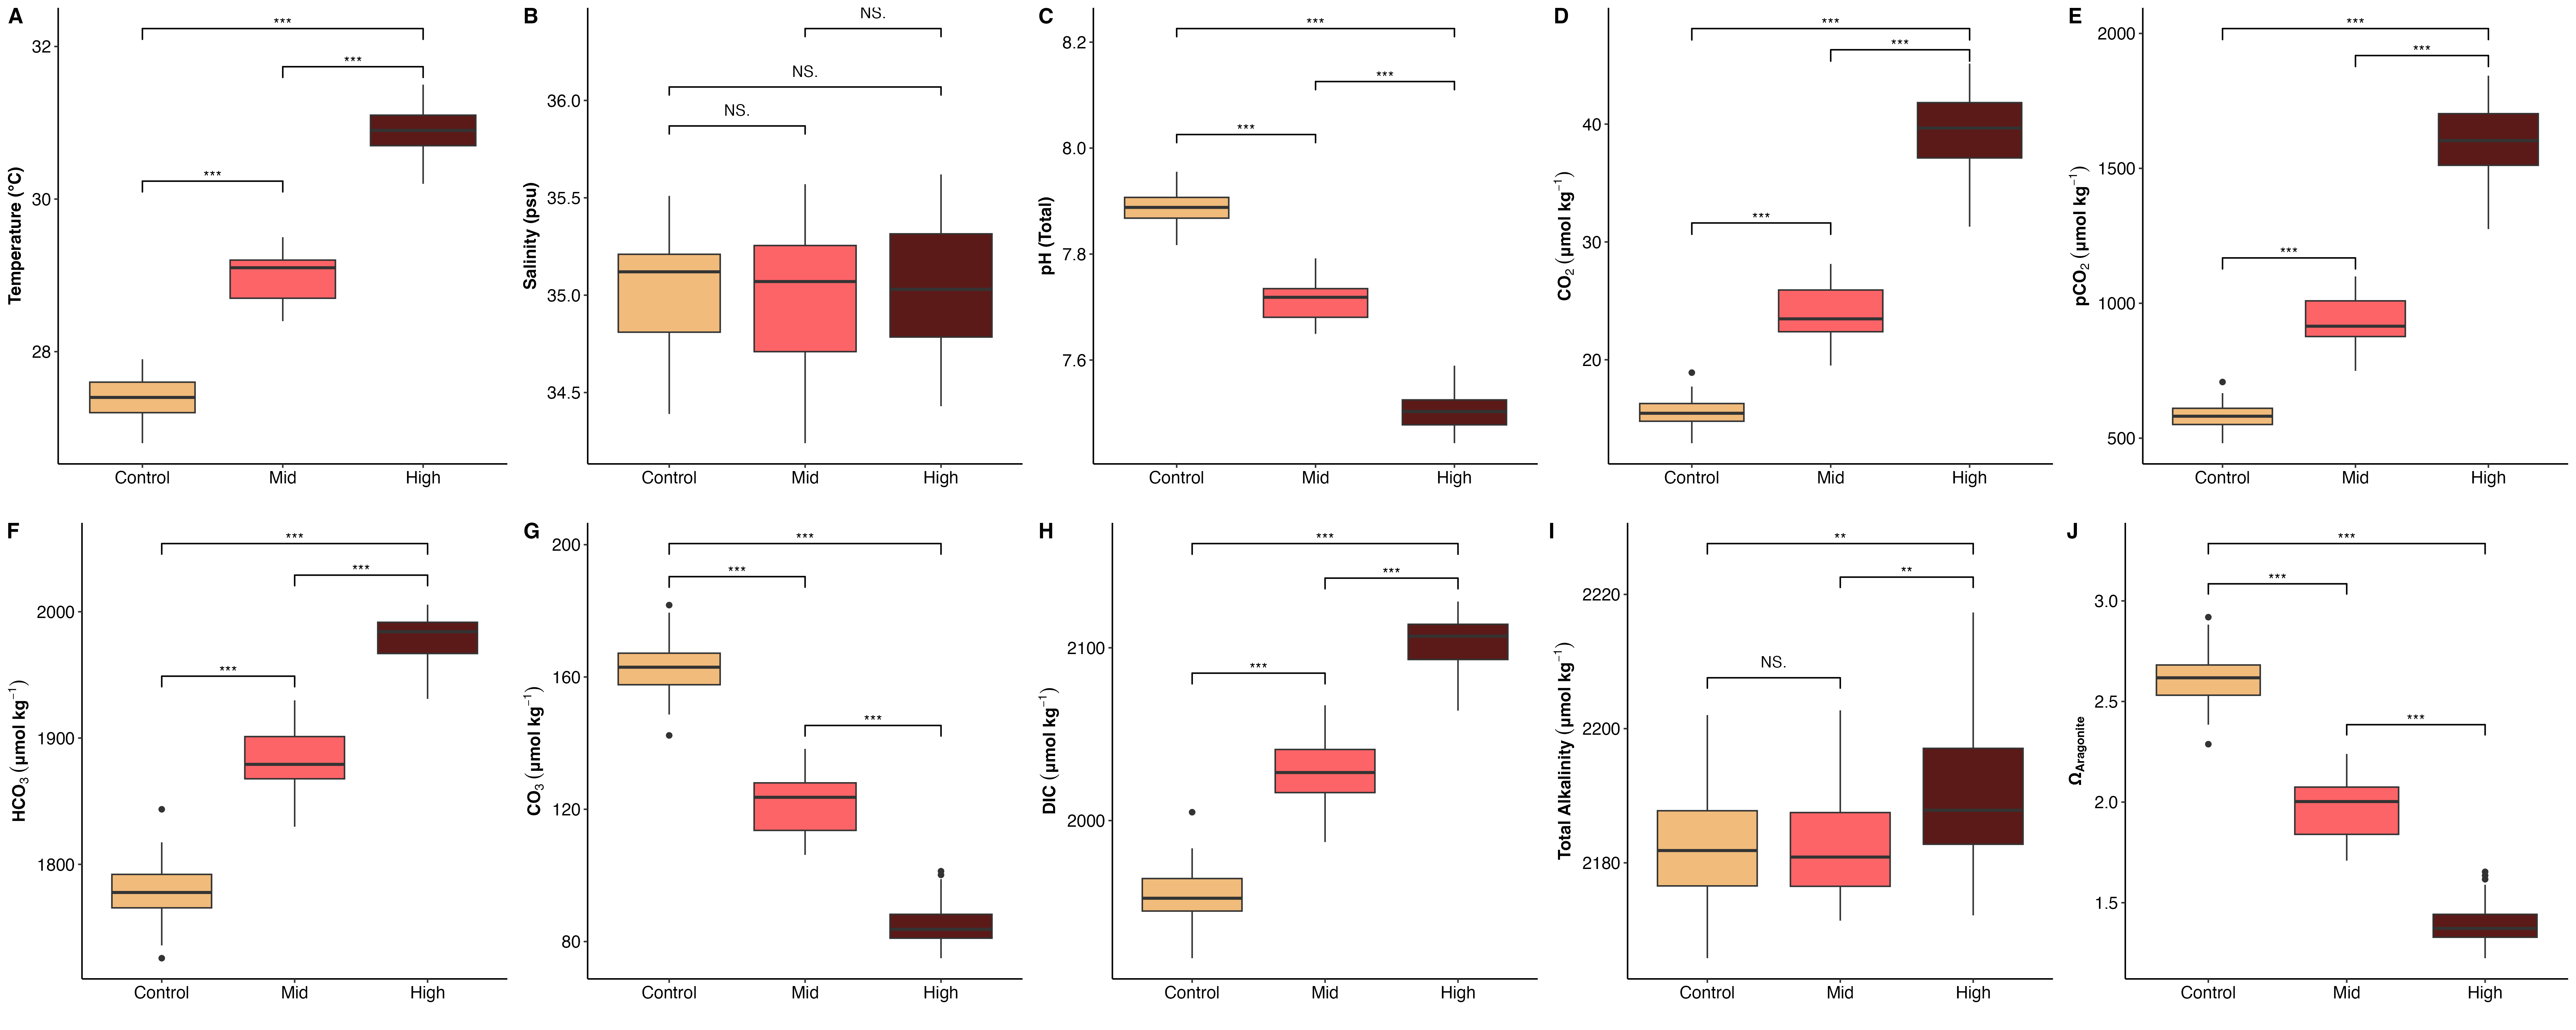 A
Temperature (°C)
32
30
28
***
***
***
Control Mid High
B
Salinity (psu)
36.0
35.5
35.0
34.5
NS.
NS.
NS.
Control Mid High
C
pH (Total)
8.2
8.0
7.8
7.6
***
***
***
Control Mid High
D
CO₂ (µmol kg⁻¹)
40
30
20
***
***
***
Control Mid High
E
pCO₂ (µmol kg⁻¹)
2000
1500
1000
500
***
***
***
Control Mid High
F
HCO₃ (µmol kg⁻¹)
2000
1900
1800
***
***
***
Control Mid High
G
CO₃ (µmol kg⁻¹)
200
160
120
80
***
***
***
Control Mid High
H
DIC (µmol kg⁻¹)
2100
2000
***
***
***
Control Mid High
I
Total Alkalinity (µmol kg⁻¹)
2220
2200
2180
**
**
NS.
Control Mid High
J
Ω Aragonite
3.0
2.5
2.0
1.5
***
***
***
Control Mid High